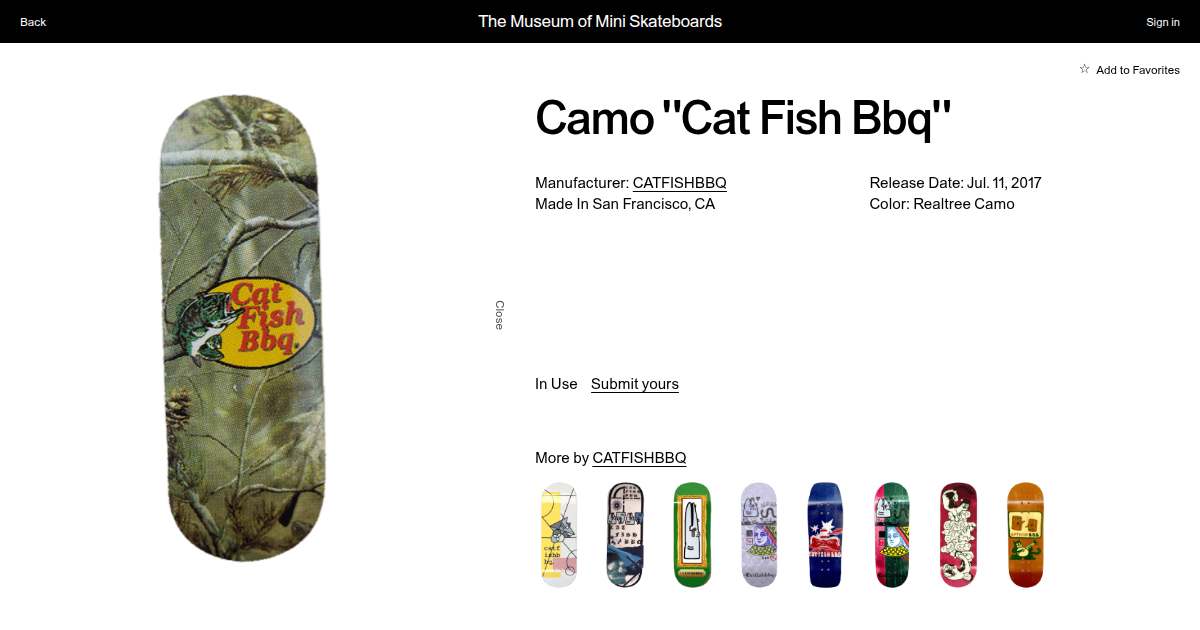 Back
The Museum of Mini Skateboards
Sign in
☆ Add to Favorites
Camo "Cat Fish Bbq"
Manufacturer: CATFISHBBQ
Made In San Francisco, CA
Release Date: Jul. 11, 2017
Color: Realtree Camo
Cat
Fish
Bbq
Close
In Use Submit yours
More by CATFISHBBQ
catf
ishb